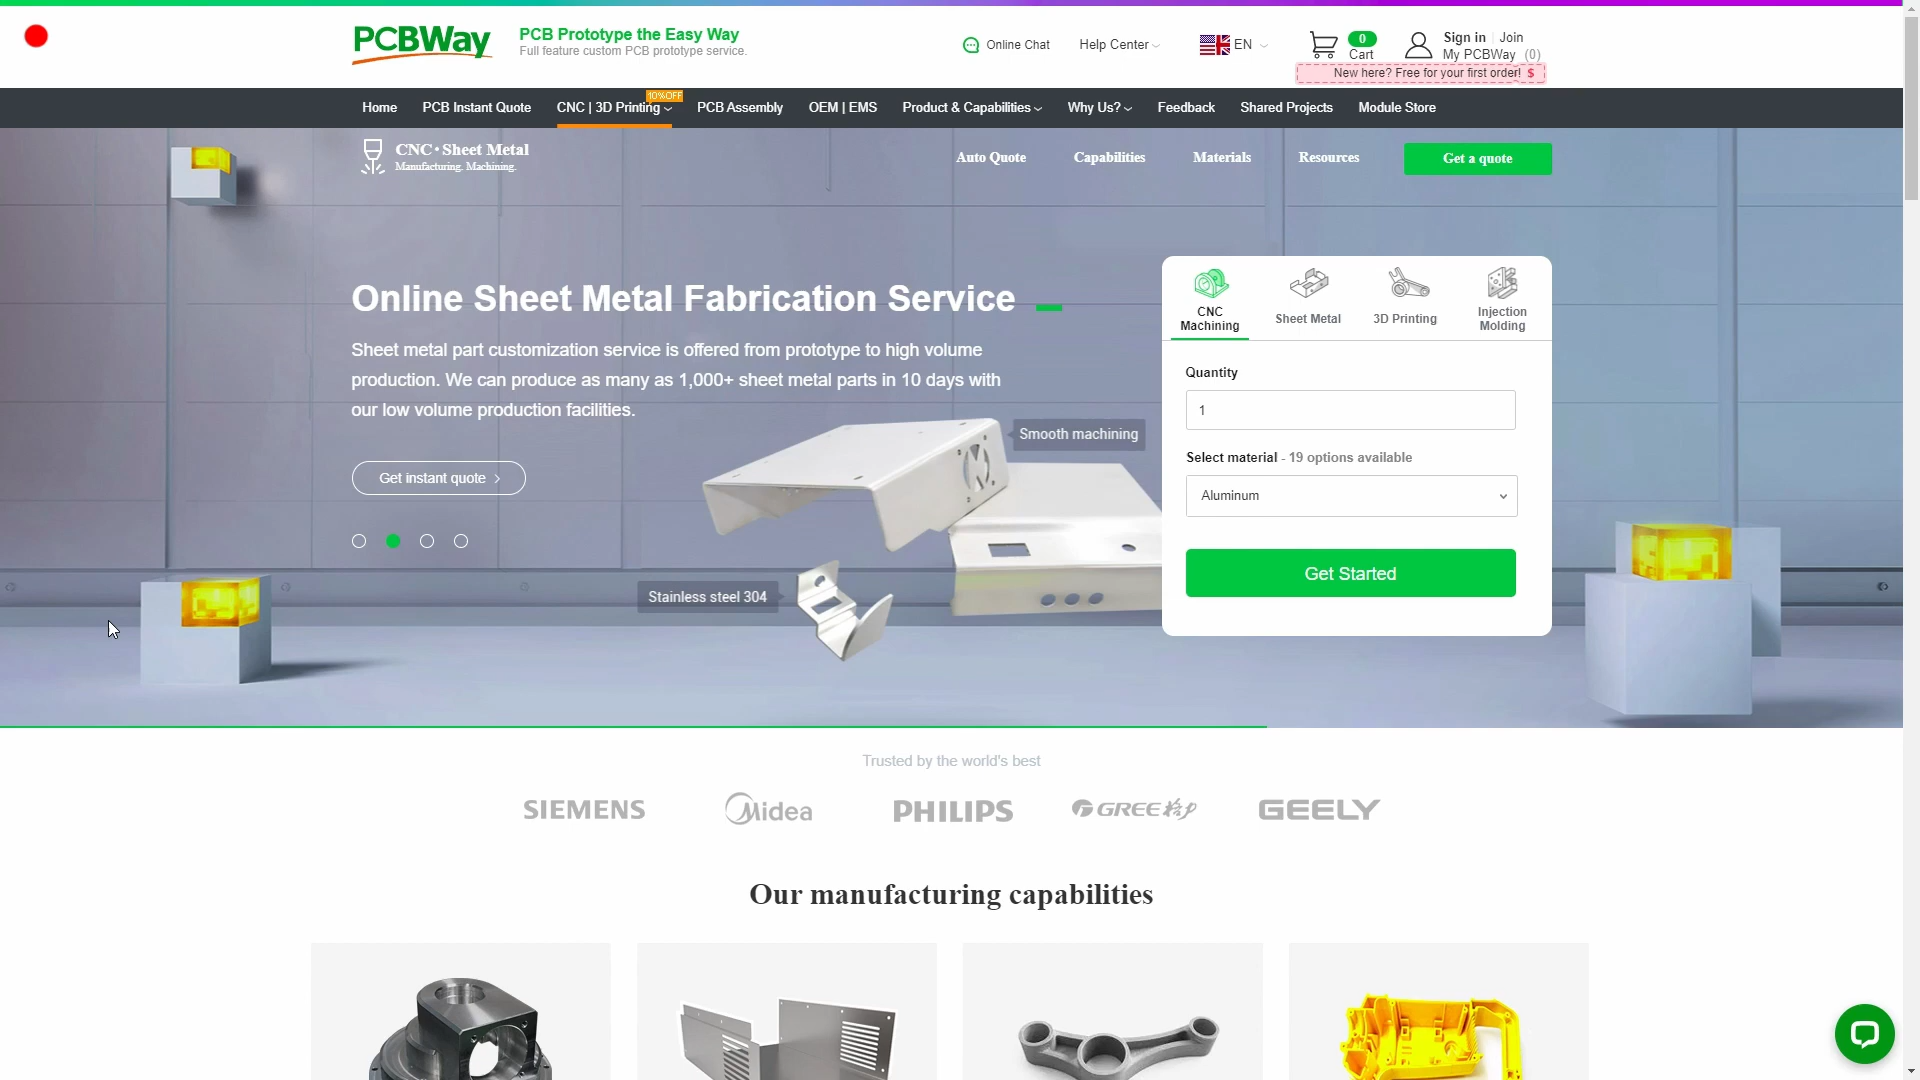 PCBWay
PCB Prototype the Easy Way
Full feature custom PCB prototype service.
Online Chat
Help Center
EN
0
Cart
Sign in
Join
My PCBWay (0)
New here? Free for your first order! $
Home
PCB Instant Quote
CNC | 3D Printing
10%OFF
PCB Assembly
OEM | EMS
Product & Capabilities
Why Us?
Feedback
Shared Projects
Module Store
CNC·Sheet Metal
Manufacturing. Machining.
Auto Quote
Capabilities
Materials
Resources
Get a quote
Online Sheet Metal Fabrication Service
Sheet metal part customization service is offered from prototype to high volume
production. We can produce as many as 1,000+ sheet metal parts in 10 days with
our low volume production facilities.
Get instant quote >
Smooth machining
Stainless steel 304
CNC
Machining
Sheet Metal
3D Printing
Injection
Molding
Quantity
1
Select material - 19 options available
Aluminum
Get Started
Trusted by the world's best
SIEMENS
Midea
PHILIPS
GREE格力
GEELY
Our manufacturing capabilities